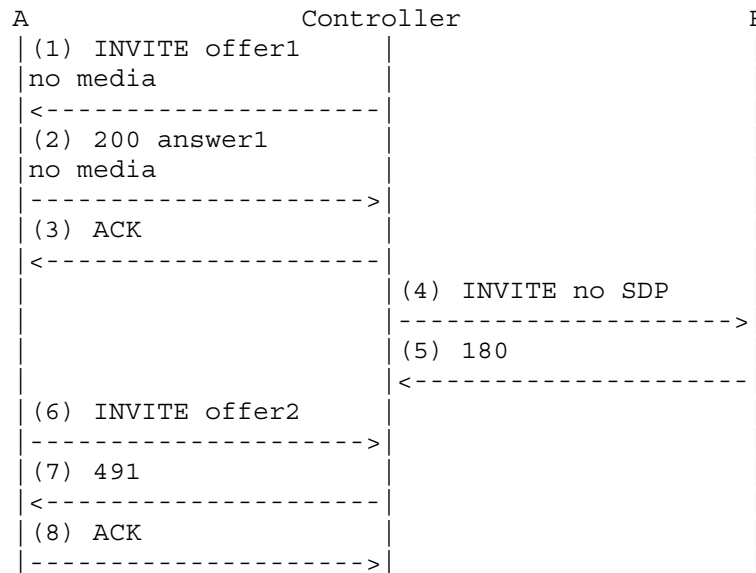 A Controller
(1) INVITE offer1
no media
<---------------------
(2) 200 answer1
no media
--------------------->
(3) ACK
<---------------------
(4) INVITE no SDP
--------------------->
(5) 180
<---------------------
(6) INVITE offer2
--------------------->
(7) 491
<---------------------
(8) ACK
--------------------->